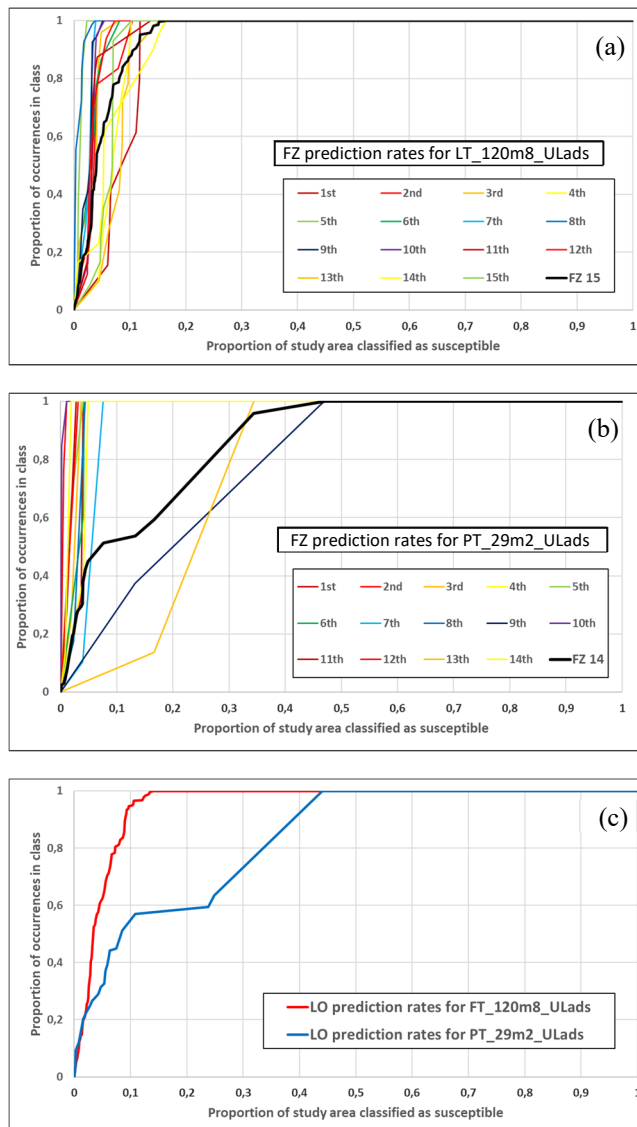 (a)
Proportion of occurrences in class
1
0,8
0,6
0,4
0,2
0
FZ prediction rates for LT_120m8_ULads
1st 2nd 3rd 4th
5th 6th 7th 8th
9th 10th 11th 12th
13th 14th 15th FZ 15
0 0,1 0,2 0,3 0,4 0,5 0,6 0,7 0,8 0,9 1
Proportion of study area classified as susceptible
(b)
Proportion of occurrences in class
1
0,8
0,6
0,4
0,2
0
FZ prediction rates for PT_29m2_ULads
1st 2nd 3rd 4th 5th
6th 7th 8th 9th 10th
11th 12th 13th 14th FZ 14
0 0,1 0,2 0,3 0,4 0,5 0,6 0,7 0,8 0,9 1
Proportion of study area classified as susceptible
(c)
Proportion of occurrences in class
1
0,8
0,6
0,4
0,2
0
LO prediction rates for FT_120m8_ULads
LO prediction rates for PT_29m2_ULads
0 0,1 0,2 0,3 0,4 0,5 0,6 0,7 0,8 0,9 1
Proportion of study area classified as susceptible